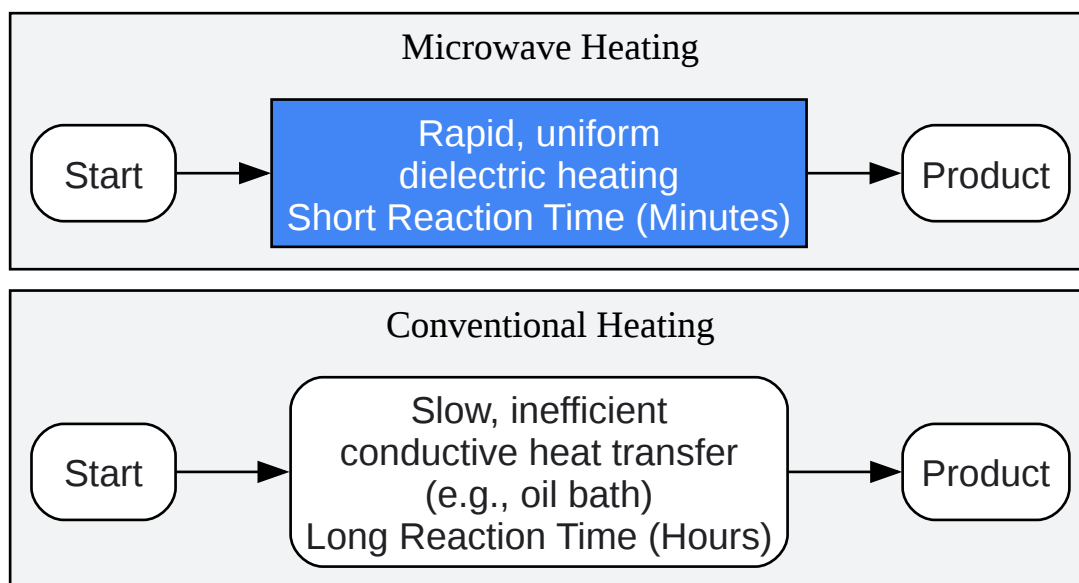 Microwave Heating
Start
Rapid, uniform
dielectric heating
Short Reaction Time (Minutes)
Product
Conventional Heating
Start
Slow, inefficient
conductive heat transfer
(e.g., oil bath)
Long Reaction Time (Hours)
Product